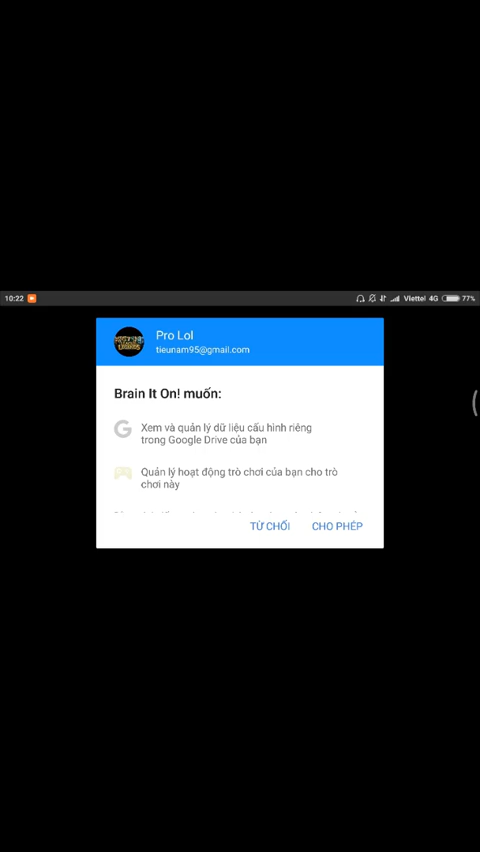 10:22 Viettel 4G 77%
Pro Lol
tieunam95@gmail.com
Brain It On! muốn:
Xem và quản lý dữ liệu cấu hình riêng
trong Google Drive của bạn
Quản lý hoạt động trò chơi của bạn cho trò
chơi này
TỪ CHỐI CHO PHÉP